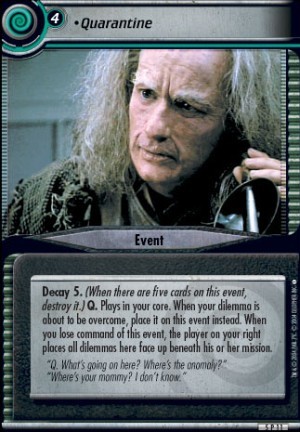 4
•Quarantine
Event
Decay 5. (When there are five cards on this event,
destroy it.) Q. Plays in your core. When your dilemma is
about to be overcome, place it on this event instead. When
you lose command of this event, the player on your right
places all dilemmas here face up beneath his or her mission.
"Q. What's going on here? Where's the anomaly?"
"Where's your mommy? I don't know."